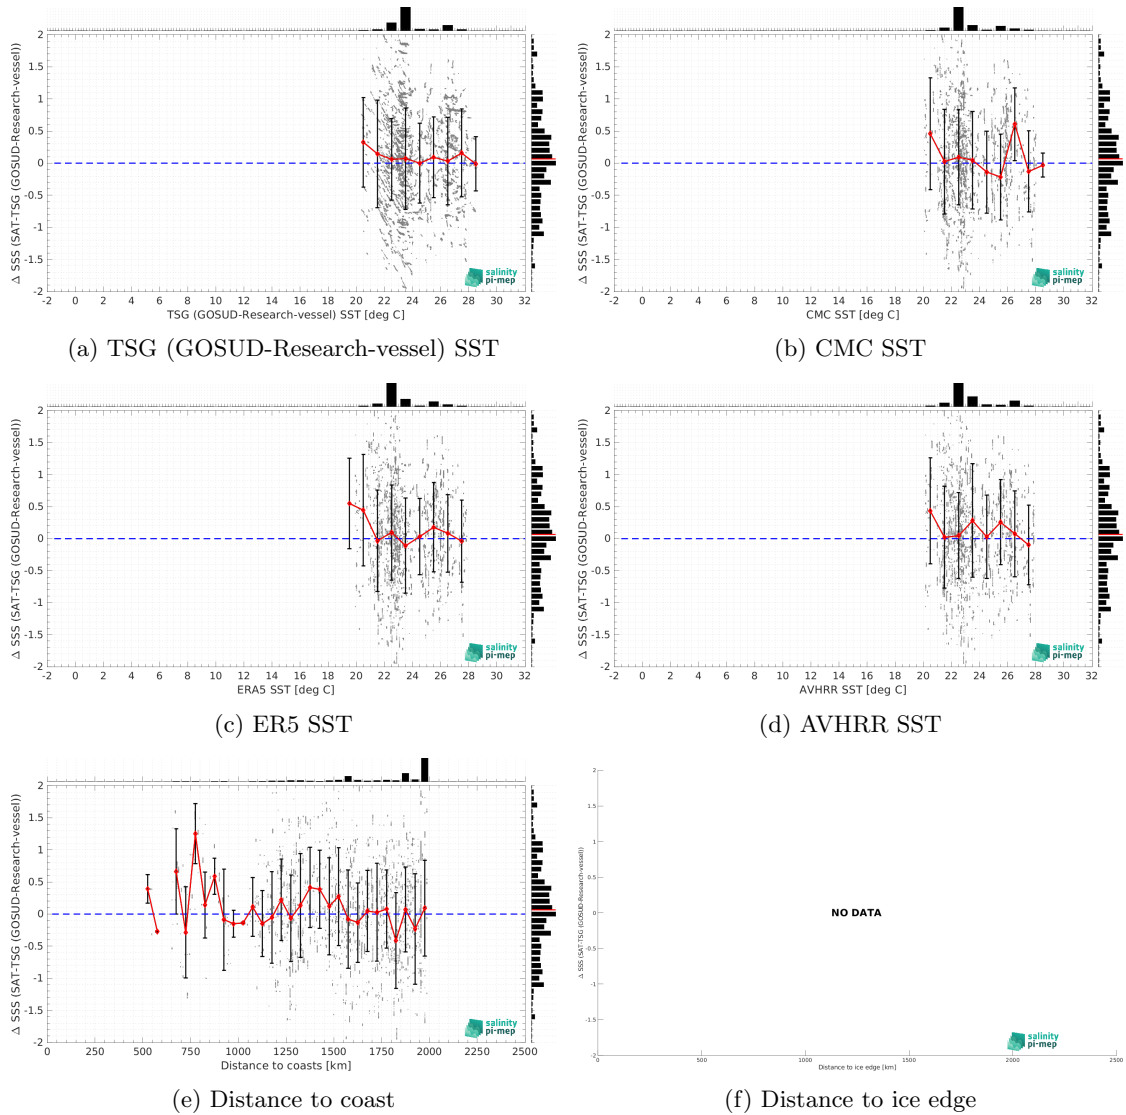 2
1.5
1
0.5
0
-0.5
-1
-1.5
-2
Δ SSS (SAT-TSG (GOSUD-Research-vessel))
-2 0 2 4 6 8 10 12 14 16 18 20 22 24 26 28 30 32
TSG (GOSUD-Research-vessel) SST [deg C]
salinity
pi-mep
2
1.5
1
0.5
0
-0.5
-1
-1.5
-2
Δ SSS (SAT-TSG (GOSUD-Research-vessel))
-2 0 2 4 6 8 10 12 14 16 18 20 22 24 26 28 30 32
CMC SST [deg C]
salinity
pi-mep
(a) TSG (GOSUD-Research-vessel) SST
(b) CMC SST
2
1.5
1
0.5
0
-0.5
-1
-1.5
-2
Δ SSS (SAT-TSG (GOSUD-Research-vessel))
-2 0 2 4 6 8 10 12 14 16 18 20 22 24 26 28 30 32
ERA5 SST [deg C]
salinity
pi-mep
2
1.5
1
0.5
0
-0.5
-1
-1.5
-2
Δ SSS (SAT-TSG (GOSUD-Research-vessel))
-2 0 2 4 6 8 10 12 14 16 18 20 22 24 26 28 30 32
AVHRR SST [deg C]
salinity
pi-mep
(c) ER5 SST
(d) AVHRR SST
2
1.5
1
0.5
0
-0.5
-1
-1.5
-2
Δ SSS (SAT-TSG (GOSUD-Research-vessel))
0 250 500 750 1000 1250 1500 1750 2000 2250 2500
Distance to coasts [km]
salinity
pi-mep
2
1.5
1
0.5
0
-0.5
-1
-1.5
-2
Δ SSS (SAT-TSG (GOSUD-Research-vessel))
NO DATA
0 500 1000 1500 2000 2500
Distance to ice edge [km]
salinity
pi-mep
(e) Distance to coast
(f) Distance to ice edge